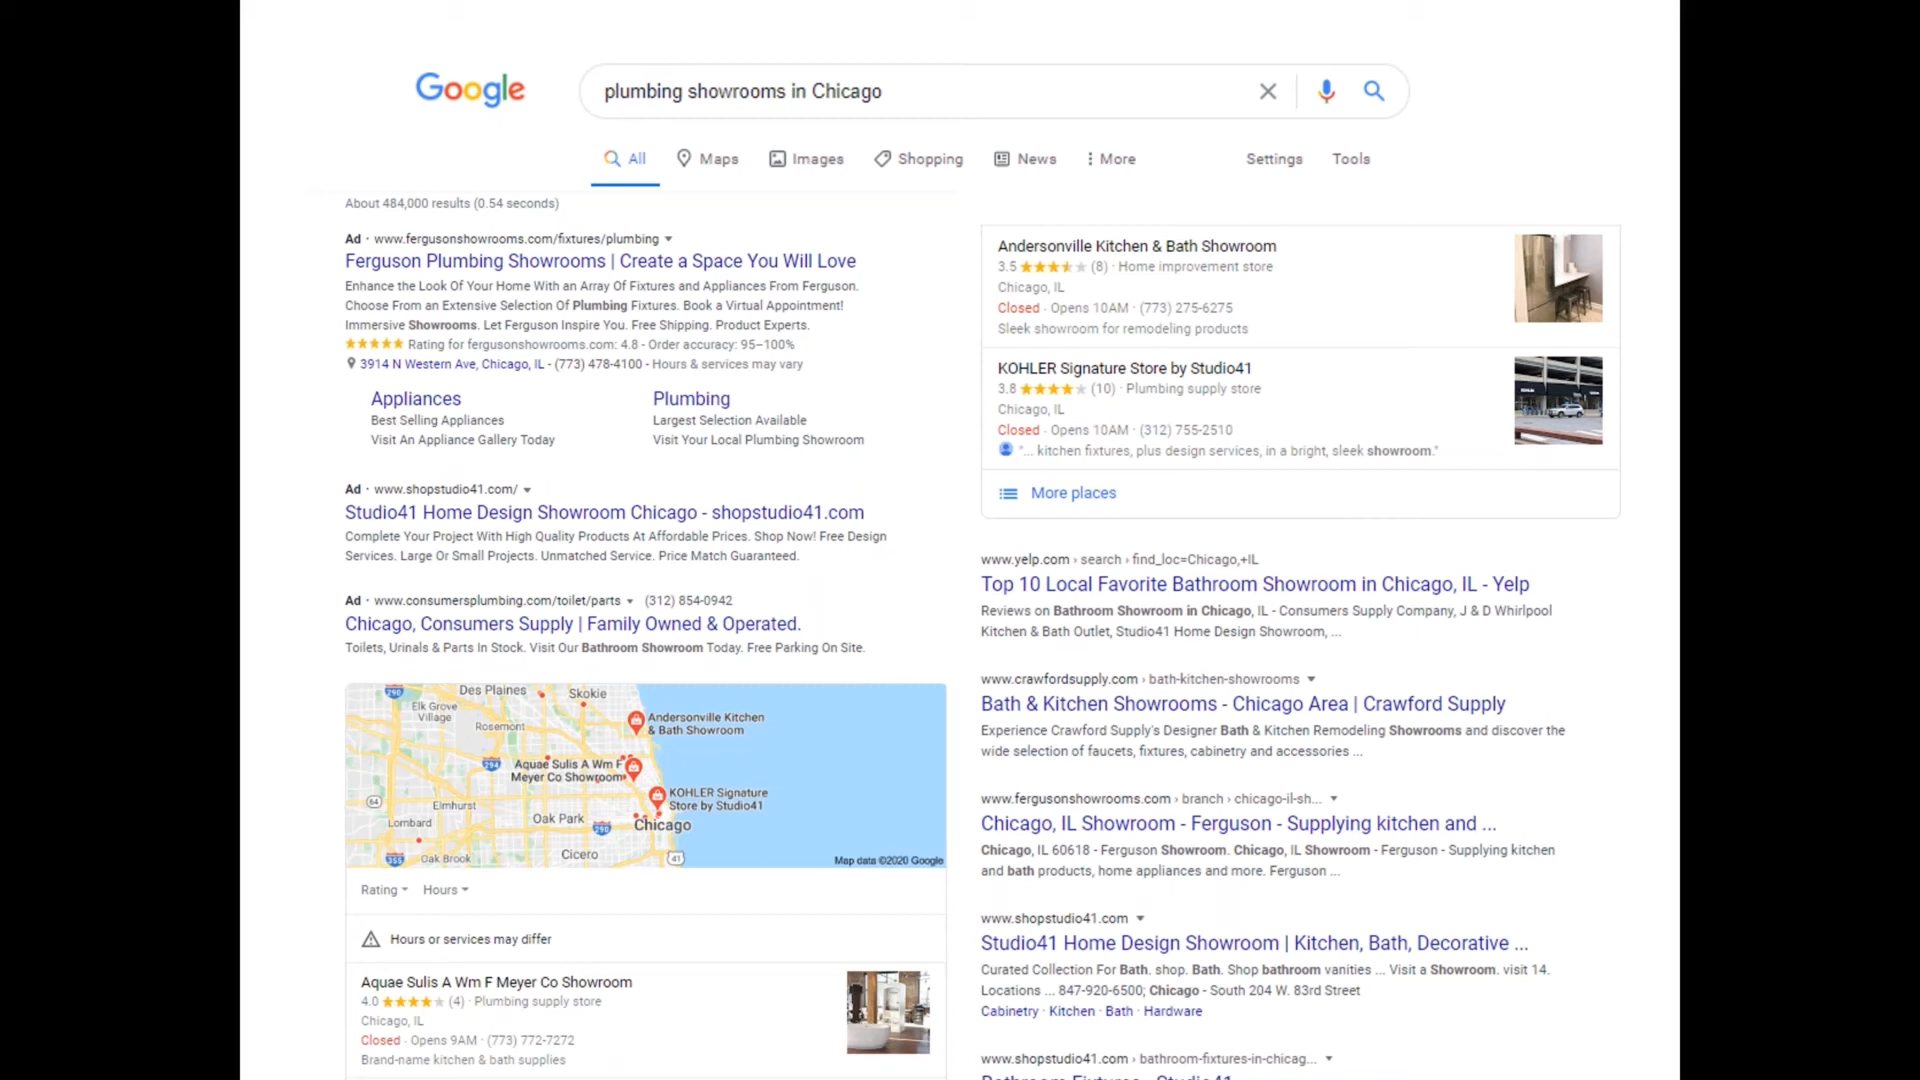 Google
plumbing showrooms in Chicago
All
Maps
Images
Shopping
News
More
Settings
Tools
About 484,000 results (0.54 seconds)
Ad · www.fergusonshowrooms.com/fixtures/plumbing
Ferguson Plumbing Showrooms | Create a Space You Will Love
Enhance the Look Of Your Home With an Array Of Fixtures and Appliances From Ferguson.
Choose From an Extensive Selection Of Plumbing Fixtures. Book a Virtual Appointment!
Immersive Showrooms. Let Ferguson Inspire You. Free Shipping. Product Experts.
Rating for fergusonshowrooms.com: 4.8 - Order accuracy: 95–100%
3914 N Western Ave, Chicago, IL - (773) 478-4100 - Hours & services may vary
Appliances
Best Selling Appliances
Visit An Appliance Gallery Today
Plumbing
Largest Selection Available
Visit Your Local Plumbing Showroom
Ad · www.shopstudio41.com/
Studio41 Home Design Showroom Chicago - shopstudio41.com
Complete Your Project With High Quality Products At Affordable Prices. Shop Now! Free Design
Services. Large Or Small Projects. Unmatched Service. Price Match Guaranteed.
Ad · www.consumersplumbing.com/toilet/parts (312) 854-0942
Chicago, Consumers Supply | Family Owned & Operated.
Toilets, Urinals & Parts In Stock. Visit Our Bathroom Showroom Today. Free Parking On Site.
290
Des Plaines
Skokie
Elk Grove
Village
Rosemont
Andersonville Kitchen
& Bath Showroom
294
Aquae Sulis A Wm F
Meyer Co Showroom
64
Elmhurst
KOHLER Signature
Store by Studio41
Lombard
Oak Park
290
Chicago
355
Oak Brook
Cicero
41
Map data ©2020 Google
Rating
Hours
Hours or services may differ
Aquae Sulis A Wm F Meyer Co Showroom
4.0 (4) · Plumbing supply store
Chicago, IL
Closed · Opens 9AM · (773) 772-7272
Brand-name kitchen & bath supplies
Andersonville Kitchen & Bath Showroom
3.5 (8) · Home improvement store
Chicago, IL
Closed · Opens 10AM · (773) 275-6275
Sleek showroom for remodeling products
KOHLER Signature Store by Studio41
3.8 (10) · Plumbing supply store
Chicago, IL
Closed · Opens 10AM · (312) 755-2510
"... kitchen fixtures, plus design services, in a bright, sleek showroom."
More places
www.yelp.com › search › find_loc=Chicago,+IL
Top 10 Local Favorite Bathroom Showroom in Chicago, IL - Yelp
Reviews on Bathroom Showroom in Chicago, IL - Consumers Supply Company, J & D Whirlpool
Kitchen & Bath Outlet, Studio41 Home Design Showroom, ...
www.crawfordsupply.com › bath-kitchen-showrooms
Bath & Kitchen Showrooms - Chicago Area | Crawford Supply
Experience Crawford Supply's Designer Bath & Kitchen Remodeling Showrooms and discover the
wide selection of faucets, fixtures, cabinetry and accessories ...
www.fergusonshowrooms.com › branch › chicago-il-sh...
Chicago, IL Showroom - Ferguson - Supplying kitchen and ...
Chicago, IL 60618 - Ferguson Showroom. Chicago, IL Showroom - Ferguson - Supplying kitchen
and bath products, home appliances and more. Ferguson ...
www.shopstudio41.com
Studio41 Home Design Showroom | Kitchen, Bath, Decorative ...
Curated Collection For Bath. shop. Bath. Shop bathroom vanities ... Visit a Showroom. visit 14.
Locations ... 847-920-6500; Chicago - South 204 W. 83rd Street
Cabinetry · Kitchen · Bath · Hardware
www.shopstudio41.com › bathroom-fixtures-in-chicag...
Bathroom Fixtures - Studio41